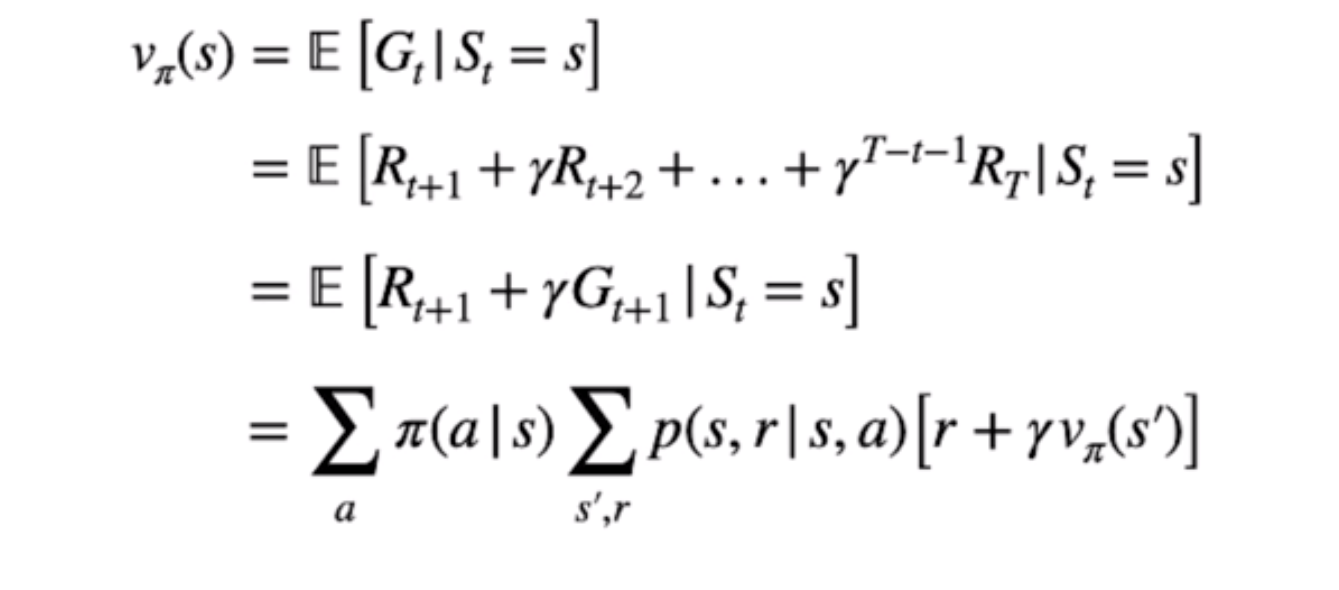 v_π(s) = 𝔼 [G_t | S_t = s]
= 𝔼 [R_{t+1} + γR_{t+2} + … + γ^{T−t−1}R_T | S_t = s]
= 𝔼 [R_{t+1} + γG_{t+1} | S_t = s]
= ∑_a π(a | s) ∑_{s′,r} p(s, r | s, a)[r + γv_π(s′)]